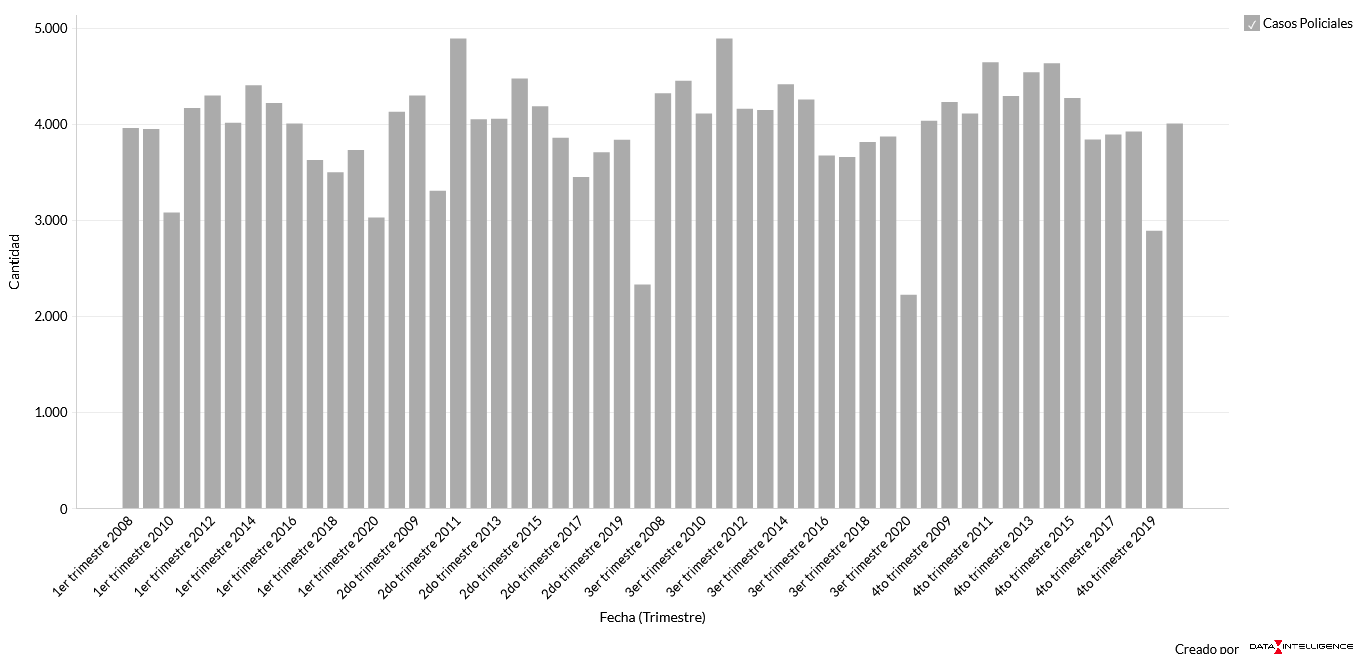 Casos Policiales
5.000
4.000
3.000
2.000
1.000
0
Cantidad
1er trimestre 2008
1er trimestre 2010
1er trimestre 2012
1er trimestre 2014
1er trimestre 2016
1er trimestre 2018
1er trimestre 2020
2do trimestre 2009
2do trimestre 2011
2do trimestre 2013
2do trimestre 2015
2do trimestre 2017
2do trimestre 2019
3er trimestre 2008
3er trimestre 2010
3er trimestre 2012
3er trimestre 2014
3er trimestre 2016
3er trimestre 2018
3er trimestre 2020
4to trimestre 2009
4to trimestre 2011
4to trimestre 2013
4to trimestre 2015
4to trimestre 2017
4to trimestre 2019
Fecha (Trimestre)
Creado por DATA INTELLIGENCE